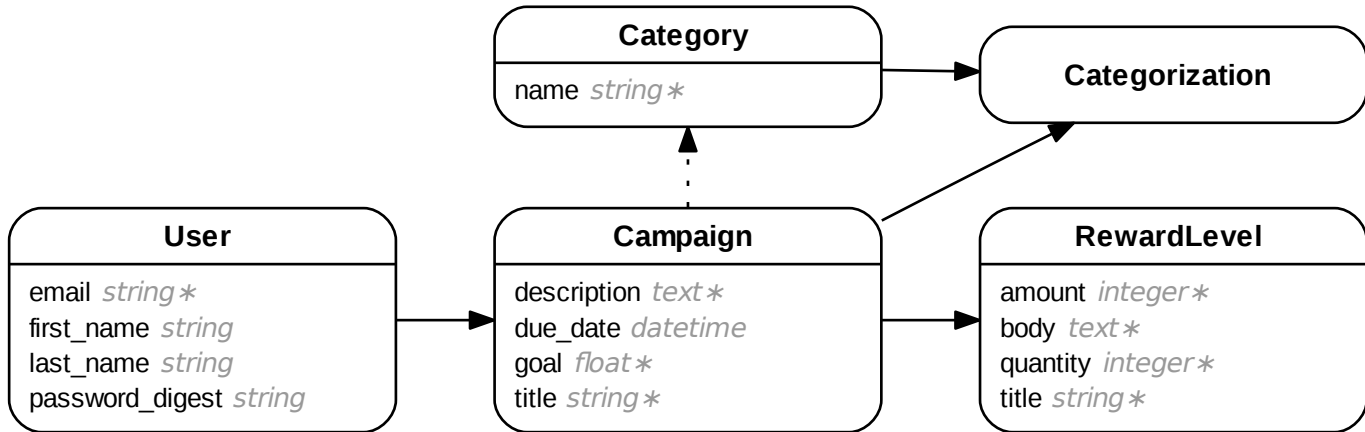 Category
name string∗
Categorization
User
email string∗
first_name string
last_name string
password_digest string
Campaign
description text∗
due_date datetime
goal float∗
title string∗
RewardLevel
amount integer∗
body text∗
quantity integer∗
title string∗